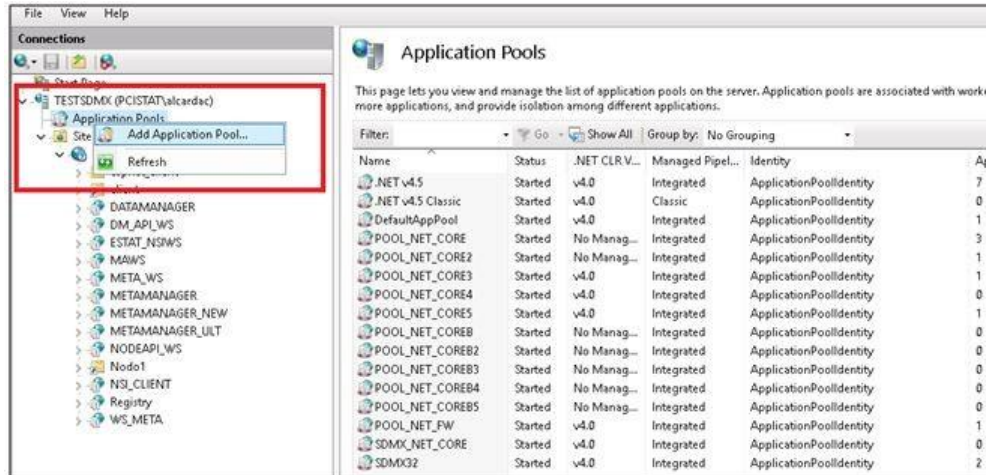 File View Help
Connections
Start Page
TESTSDMX (PCISTAT\alcardac)
Application Pools
Add Application Pool...
Site
Refresh
DATAMANAGER
DM_API_WS
ESTAT_NSIWS
MAWS
META_WS
METAMANAGER
METAMANAGER_NEW
METAMANAGER_ULT
NODEAPI_WS
Nodo1
NSI_CLIENT
Registry
WS_META
Application Pools
This page lets you view and manage the list of application pools on the server. Application pools are associated with worke
more applications, and provide isolation among different applications.
Filter: Go Show All Group by: No Grouping
Name Status .NET CLR V... Managed Pipel... Identity Ap
.NET v4.5 Started v4.0 Integrated ApplicationPoolIdentity 7
.NET v4.5 Classic Started v4.0 Classic ApplicationPoolIdentity 0
DefaultAppPool Started v4.0 Integrated ApplicationPoolIdentity 1
POOL_NET_CORE Started No Manag... Integrated ApplicationPoolIdentity 3
POOL_NET_CORE2 Started No Manag... Integrated ApplicationPoolIdentity 1
POOL_NET_CORE3 Started v4.0 Integrated ApplicationPoolIdentity 1
POOL_NET_CORE4 Started v4.0 Integrated ApplicationPoolIdentity 0
POOL_NET_CORE5 Started v4.0 Integrated ApplicationPoolIdentity 1
POOL_NET_COREB Started No Manag... Integrated ApplicationPoolIdentity 0
POOL_NET_COREB2 Started No Manag... Integrated ApplicationPoolIdentity 0
POOL_NET_COREB3 Started No Manag... Integrated ApplicationPoolIdentity 0
POOL_NET_COREB4 Started No Manag... Integrated ApplicationPoolIdentity 0
POOL_NET_COREB5 Started No Manag... Integrated ApplicationPoolIdentity 0
POOL_NET_FW Started v4.0 Integrated ApplicationPoolIdentity 1
SDMX_NET_CORE Started v4.0 Integrated ApplicationPoolIdentity 0
SDMX32 Started v4.0 Integrated ApplicationPoolIdentity 2